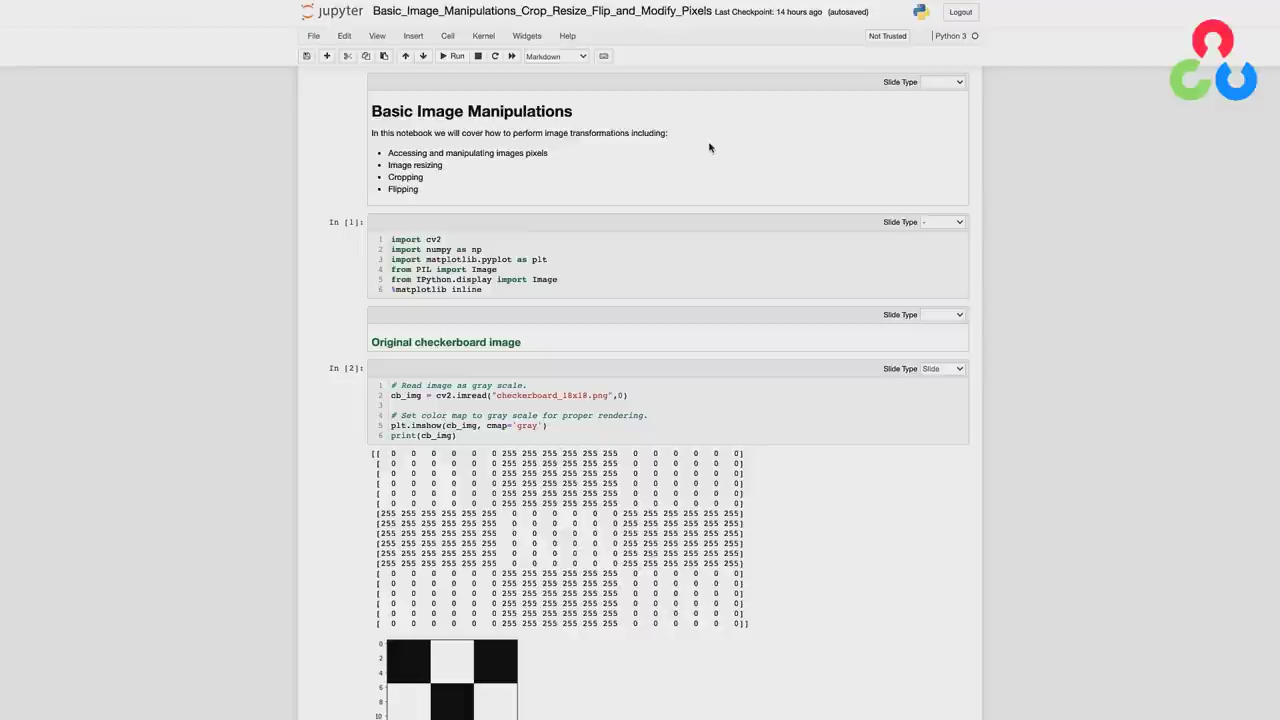 jupyter Basic_Image_Manipulations_Crop_Resize_Flip_and_Modify_Pixels Last Checkpoint: 14 hours ago (autosaved) Logout
File Edit View Insert Cell Kernel Widgets Help Not Trusted Python 3
Run Markdown
Slide Type
Basic Image Manipulations
In this notebook we will cover how to perform image transformations including:
• Accessing and manipulating images pixels
• Image resizing
• Cropping
• Flipping
In [1]: Slide Type -
1 import cv2
2 import numpy as np
3 import matplotlib.pyplot as plt
4 from PIL import Image
5 from IPython.display import Image
6 %matplotlib inline
Slide Type
Original checkerboard image
In [2]: Slide Type Slide
1 # Read image as gray scale.
2 cb_img = cv2.imread("checkerboard_18x18.png",0)
3
4 # Set color map to gray scale for proper rendering.
5 plt.imshow(cb_img, cmap='gray')
6 print(cb_img)
[[ 0 0 0 0 0 0 255 255 255 255 255 255 0 0 0 0 0 0]
[ 0 0 0 0 0 0 255 255 255 255 255 255 0 0 0 0 0 0]
[ 0 0 0 0 0 0 255 255 255 255 255 255 0 0 0 0 0 0]
[ 0 0 0 0 0 0 255 255 255 255 255 255 0 0 0 0 0 0]
[ 0 0 0 0 0 0 255 255 255 255 255 255 0 0 0 0 0 0]
[ 0 0 0 0 0 0 255 255 255 255 255 255 0 0 0 0 0 0]
[255 255 255 255 255 255 0 0 0 0 0 0 255 255 255 255 255 255]
[255 255 255 255 255 255 0 0 0 0 0 0 255 255 255 255 255 255]
[255 255 255 255 255 255 0 0 0 0 0 0 255 255 255 255 255 255]
[255 255 255 255 255 255 0 0 0 0 0 0 255 255 255 255 255 255]
[255 255 255 255 255 255 0 0 0 0 0 0 255 255 255 255 255 255]
[255 255 255 255 255 255 0 0 0 0 0 0 255 255 255 255 255 255]
[ 0 0 0 0 0 0 255 255 255 255 255 255 0 0 0 0 0 0]
[ 0 0 0 0 0 0 255 255 255 255 255 255 0 0 0 0 0 0]
[ 0 0 0 0 0 0 255 255 255 255 255 255 0 0 0 0 0 0]
[ 0 0 0 0 0 0 255 255 255 255 255 255 0 0 0 0 0 0]
[ 0 0 0 0 0 0 255 255 255 255 255 255 0 0 0 0 0 0]
[ 0 0 0 0 0 0 255 255 255 255 255 255 0 0 0 0 0 0]]
0
2
4
6
8
10